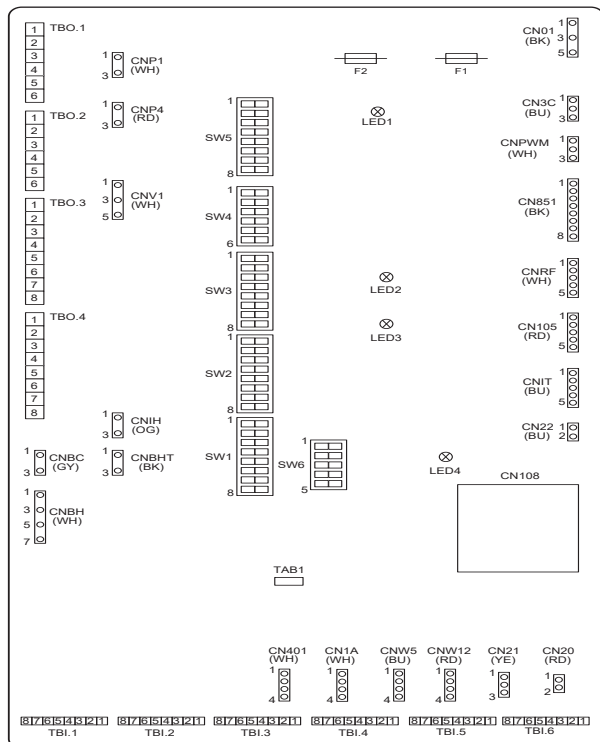 TBO.1
1
2
3
4
5
6
TBO.2
1
2
3
4
5
6
TBO.3
1
2
3
4
5
6
7
8
TBO.4
1
2
3
4
5
6
7
8
CNP1
(WH)
1
3
CNP4
(RD)
1
3
CNV1
(WH)
1
3
5
CNIH
(OG)
1
3
CNBC
(GY)
1
3
CNBHT
(BK)
1
3
CNBH
(WH)
1
3
5
7
SW5
1
8
SW4
1
6
SW3
1
8
SW2
1
8
SW1
1
8
SW6
1
5
F2
F1
LED1
LED2
LED3
LED4
CN01
(BK)
1
3
5
CN3C
(BU)
1
3
CNPWM
(WH)
1
3
CN851
(BK)
1
8
CNRF
(WH)
1
5
CN105
(RD)
1
5
CNIT
(BU)
1
5
CN22
(BU)
1
2
CN108
TAB1
CN401
(WH)
1
4
CN1A
(WH)
1
4
CNW5
(BU)
1
4
CNW12
(RD)
1
4
CN21
(YE)
1
3
CN20
(RD)
1
2
8 7 6 5 4 3 2 1
TBI.1
8 7 6 5 4 3 2 1
TBI.2
8 7 6 5 4 3 2 1
TBI.3
8 7 6 5 4 3 2 1
TBI.4
8 7 6 5 4 3 2 1
TBI.5
8 7 6 5 4 3 2 1
TBI.6